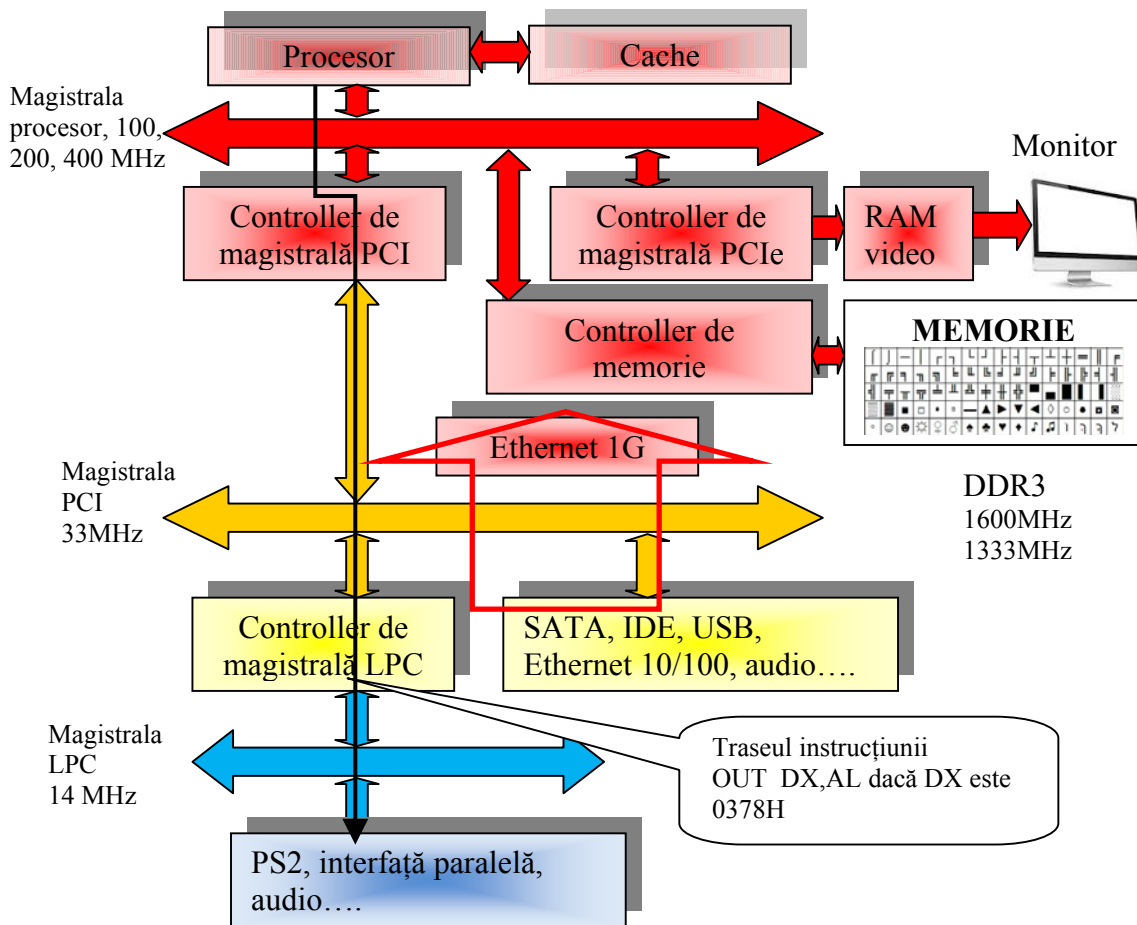 Procesor
Cache
Magistrala
procesor, 100,
200, 400 MHz
Monitor
Controller de
magistrală PCI
Controller de
magistrală PCIe
RAM
video
Controller de
memorie
MEMORIE
Ethernet 1G
Magistrala
PCI
33MHz
DDR3
1600MHz
1333MHz
Controller de
magistrală LPC
SATA, IDE, USB,
Ethernet 10/100, audio….
Magistrala
LPC
14 MHz
Traseul instrucțiunii
OUT DX,AL dacă DX este
0378H
PS2, interfață paralelă,
audio….